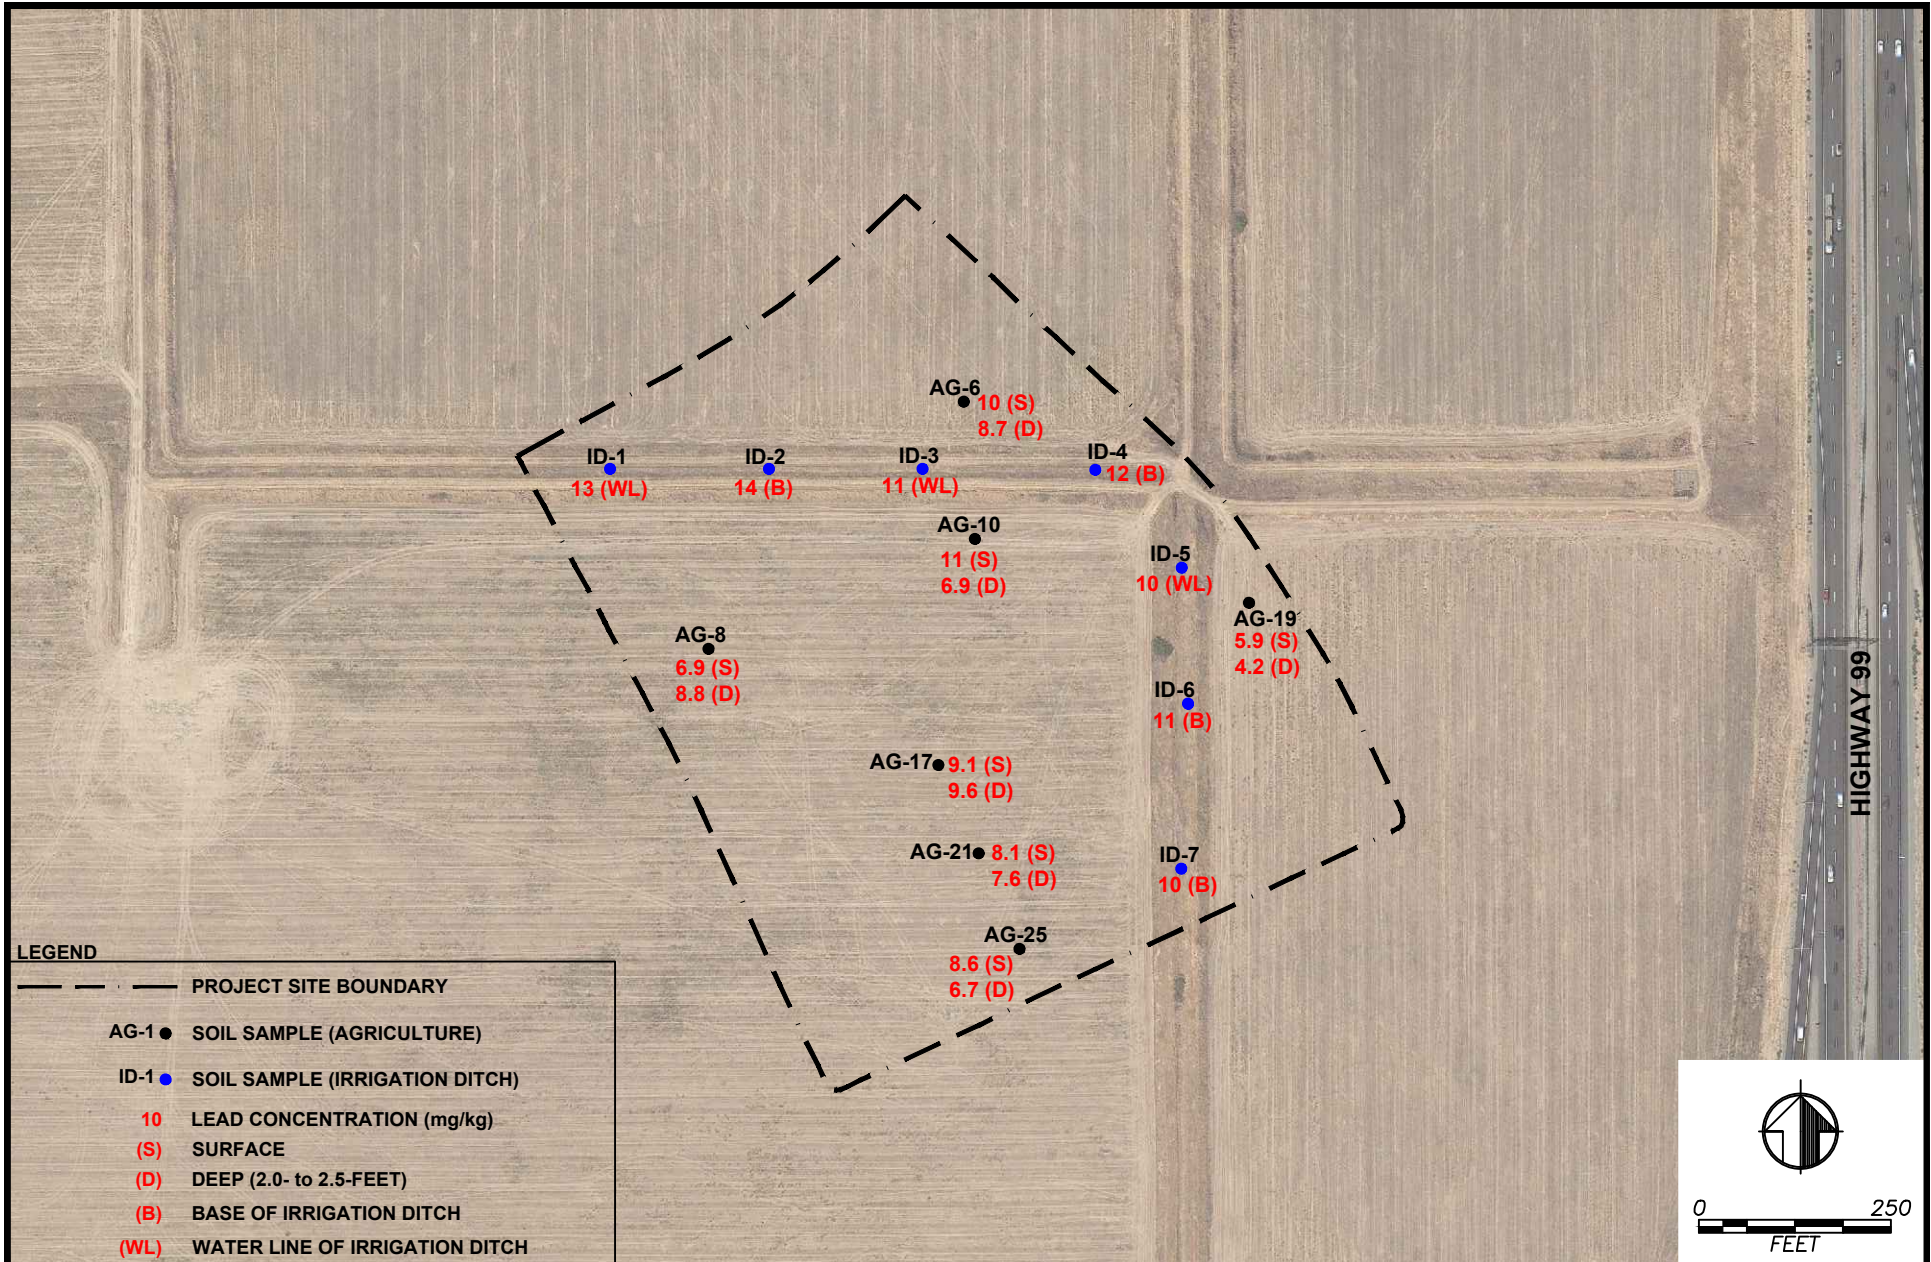 AG-6
10 (S)
8.7 (D)
ID-1
13 (WL)
ID-2
14 (B)
ID-3
11 (WL)
ID-4
12 (B)
AG-10
11 (S)
6.9 (D)
ID-5
10 (WL)
AG-19
5.9 (S)
4.2 (D)
AG-8
6.9 (S)
8.8 (D)
ID-6
11 (B)
AG-17
9.1 (S)
9.6 (D)
HIGHWAY 99
AG-21
8.1 (S)
7.6 (D)
ID-7
10 (B)
AG-25
8.6 (S)
6.7 (D)
LEGEND
PROJECT SITE BOUNDARY
AG-1 SOIL SAMPLE (AGRICULTURE)
ID-1 SOIL SAMPLE (IRRIGATION DITCH)
10 LEAD CONCENTRATION (mg/kg)
(S) SURFACE
(D) DEEP (2.0- to 2.5-FEET)
(B) BASE OF IRRIGATION DITCH
(WL) WATER LINE OF IRRIGATION DITCH
0 250
FEET